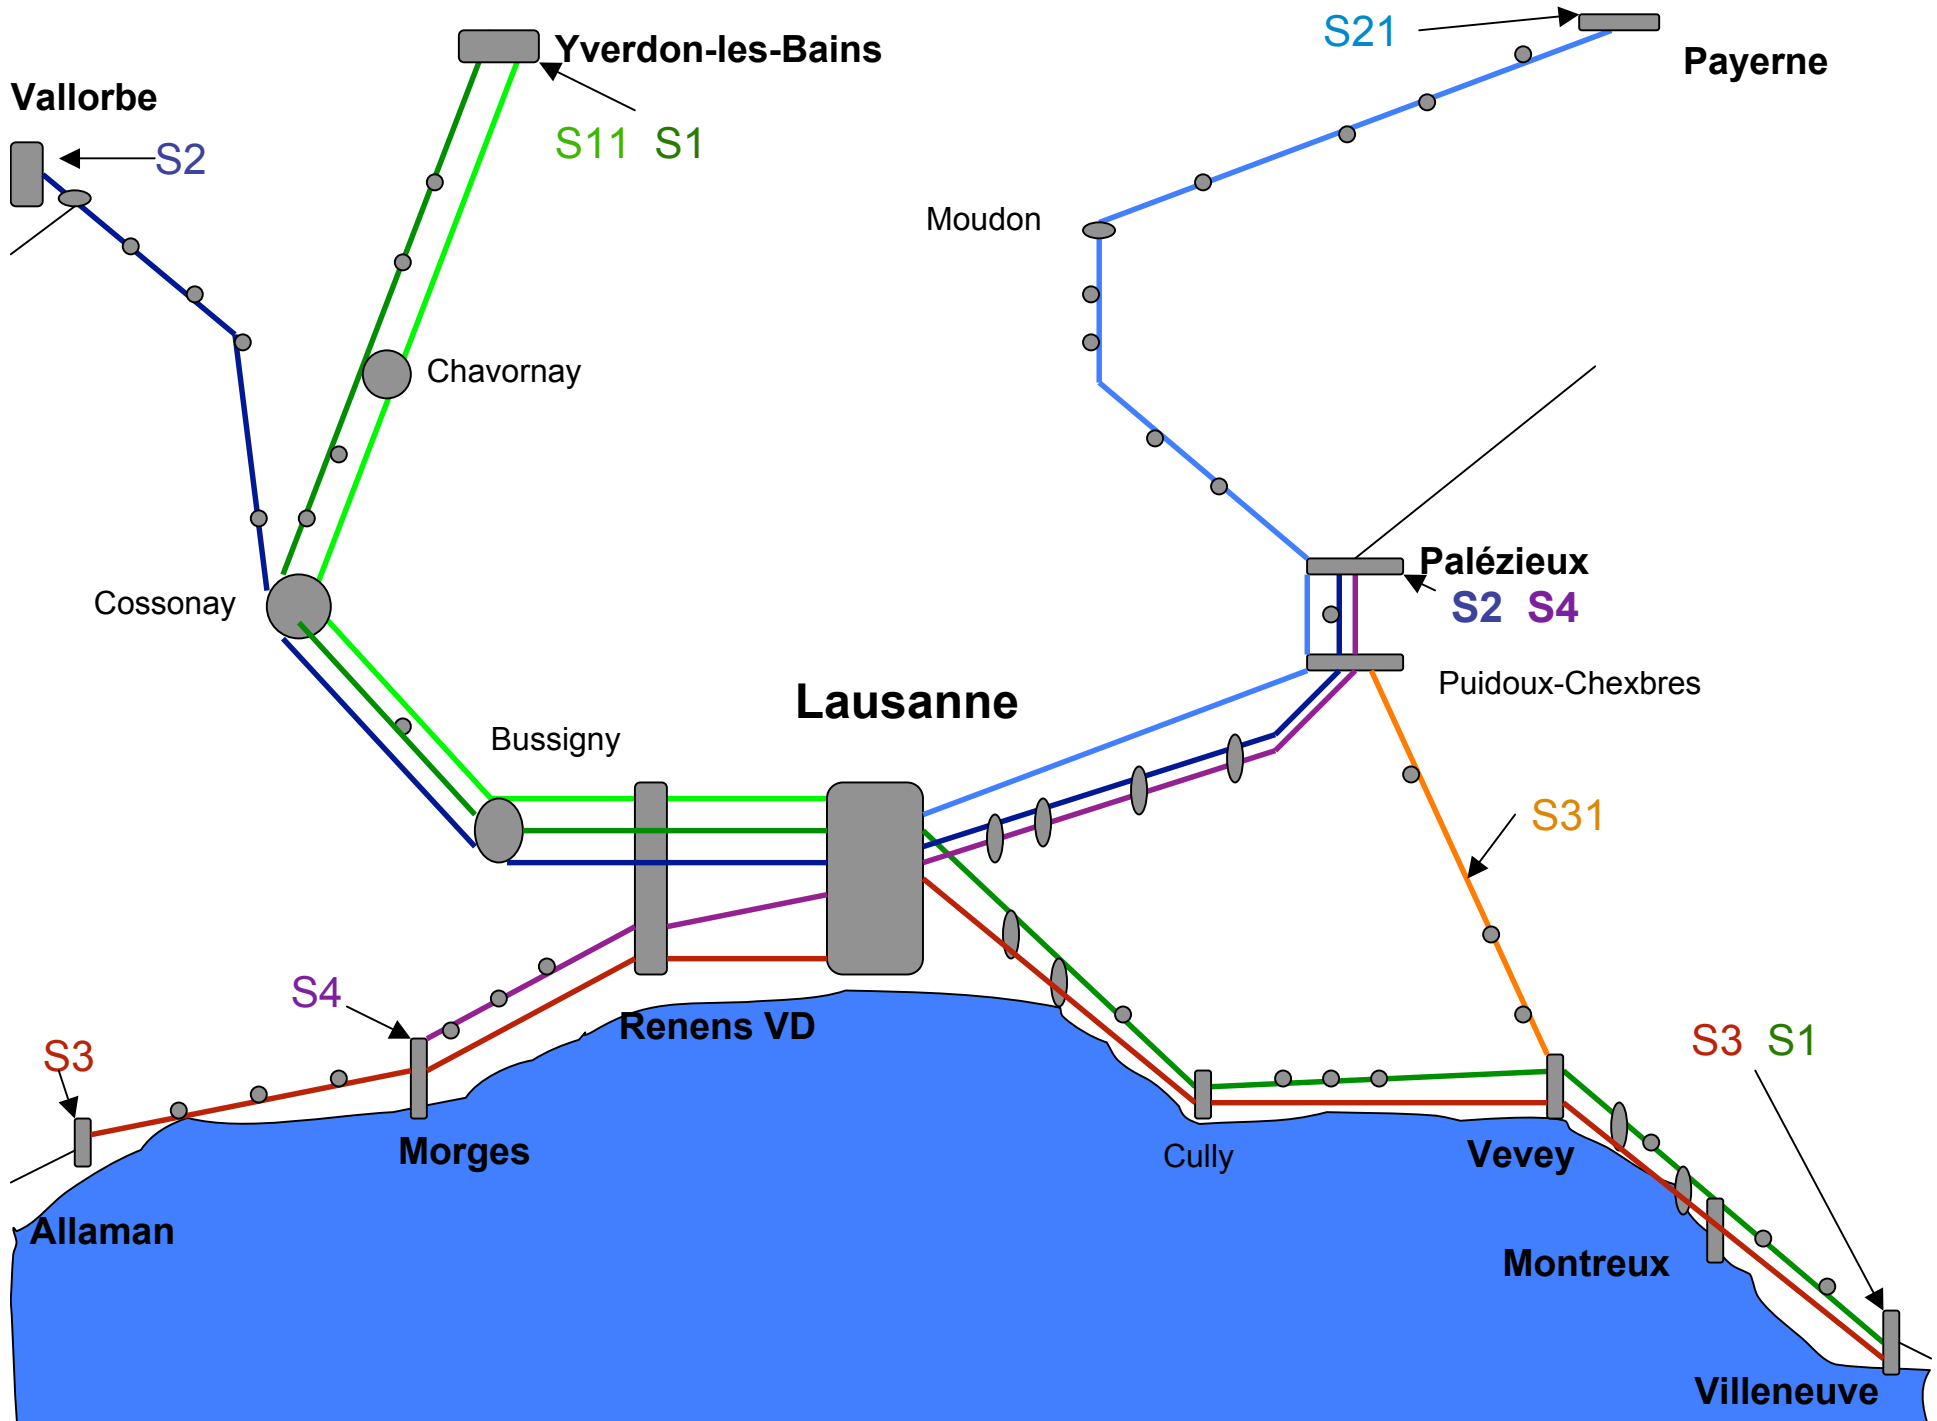 S21
Yverdon-les-Bains
Payerne
Vallorbe
S11 S1
S2
Moudon
Chavornay
Palézieux
S2 S4
Cossonay
Puidoux-Chexbres
Lausanne
Bussigny
S31
S4
Renens VD
S3 S1
S3
Morges
Cully
Vevey
Allaman
Montreux
Villeneuve